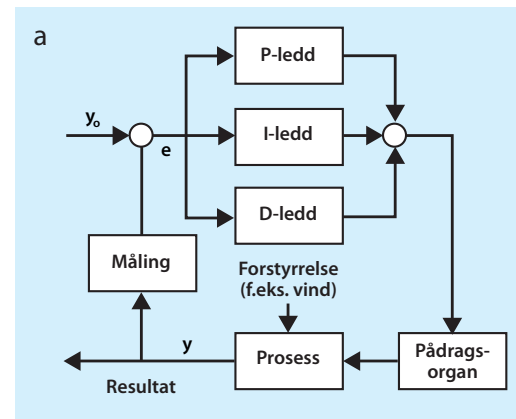 a
P-ledd
yₒ
e
I-ledd
D-ledd
Måling
Forstyrrelse
(f.eks. vind)
y
Prosess
Pådrags-
organ
Resultat